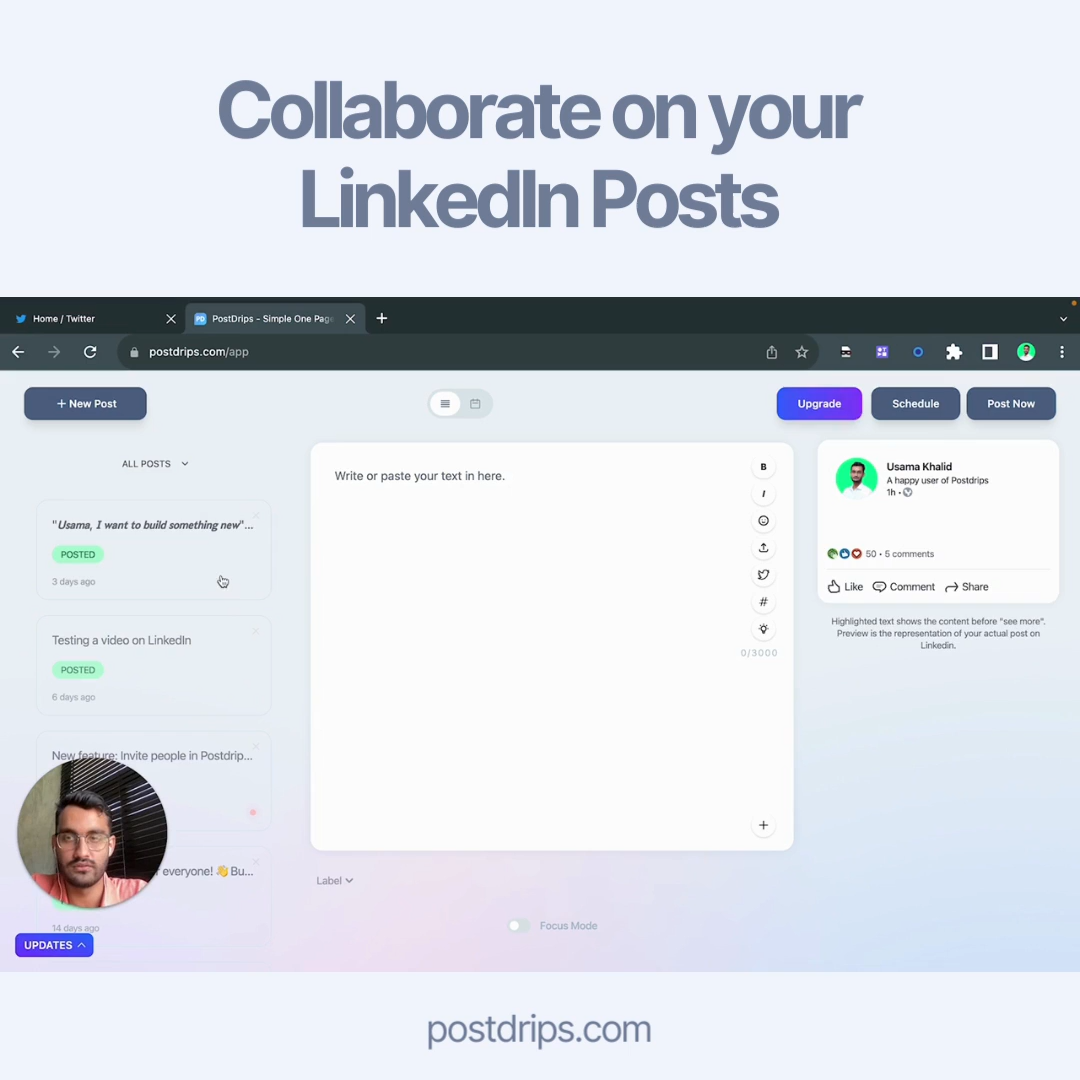 Collaborate on your
LinkedIn Posts
Home / Twitter
PD PostDrips - Simple One Page
postdrips.com/app
+ New Post
Upgrade
Schedule
Post Now
ALL POSTS
"Usama, I want to build something new"...
POSTED
3 days ago
Testing a video on LinkedIn
POSTED
6 days ago
New feature: Invite people in Postdrip...
everyone! 👋 Bu...
14 days ago
UPDATES
Write or paste your text in here.
B
I
#
0/3000
+
Label
Focus Mode
Usama Khalid
A happy user of Postdrips
1h •
50 • 5 comments
Like Comment Share
Highlighted text shows the content before "see more".
Preview is the representation of your actual post on
Linkedin.
postdrips.com